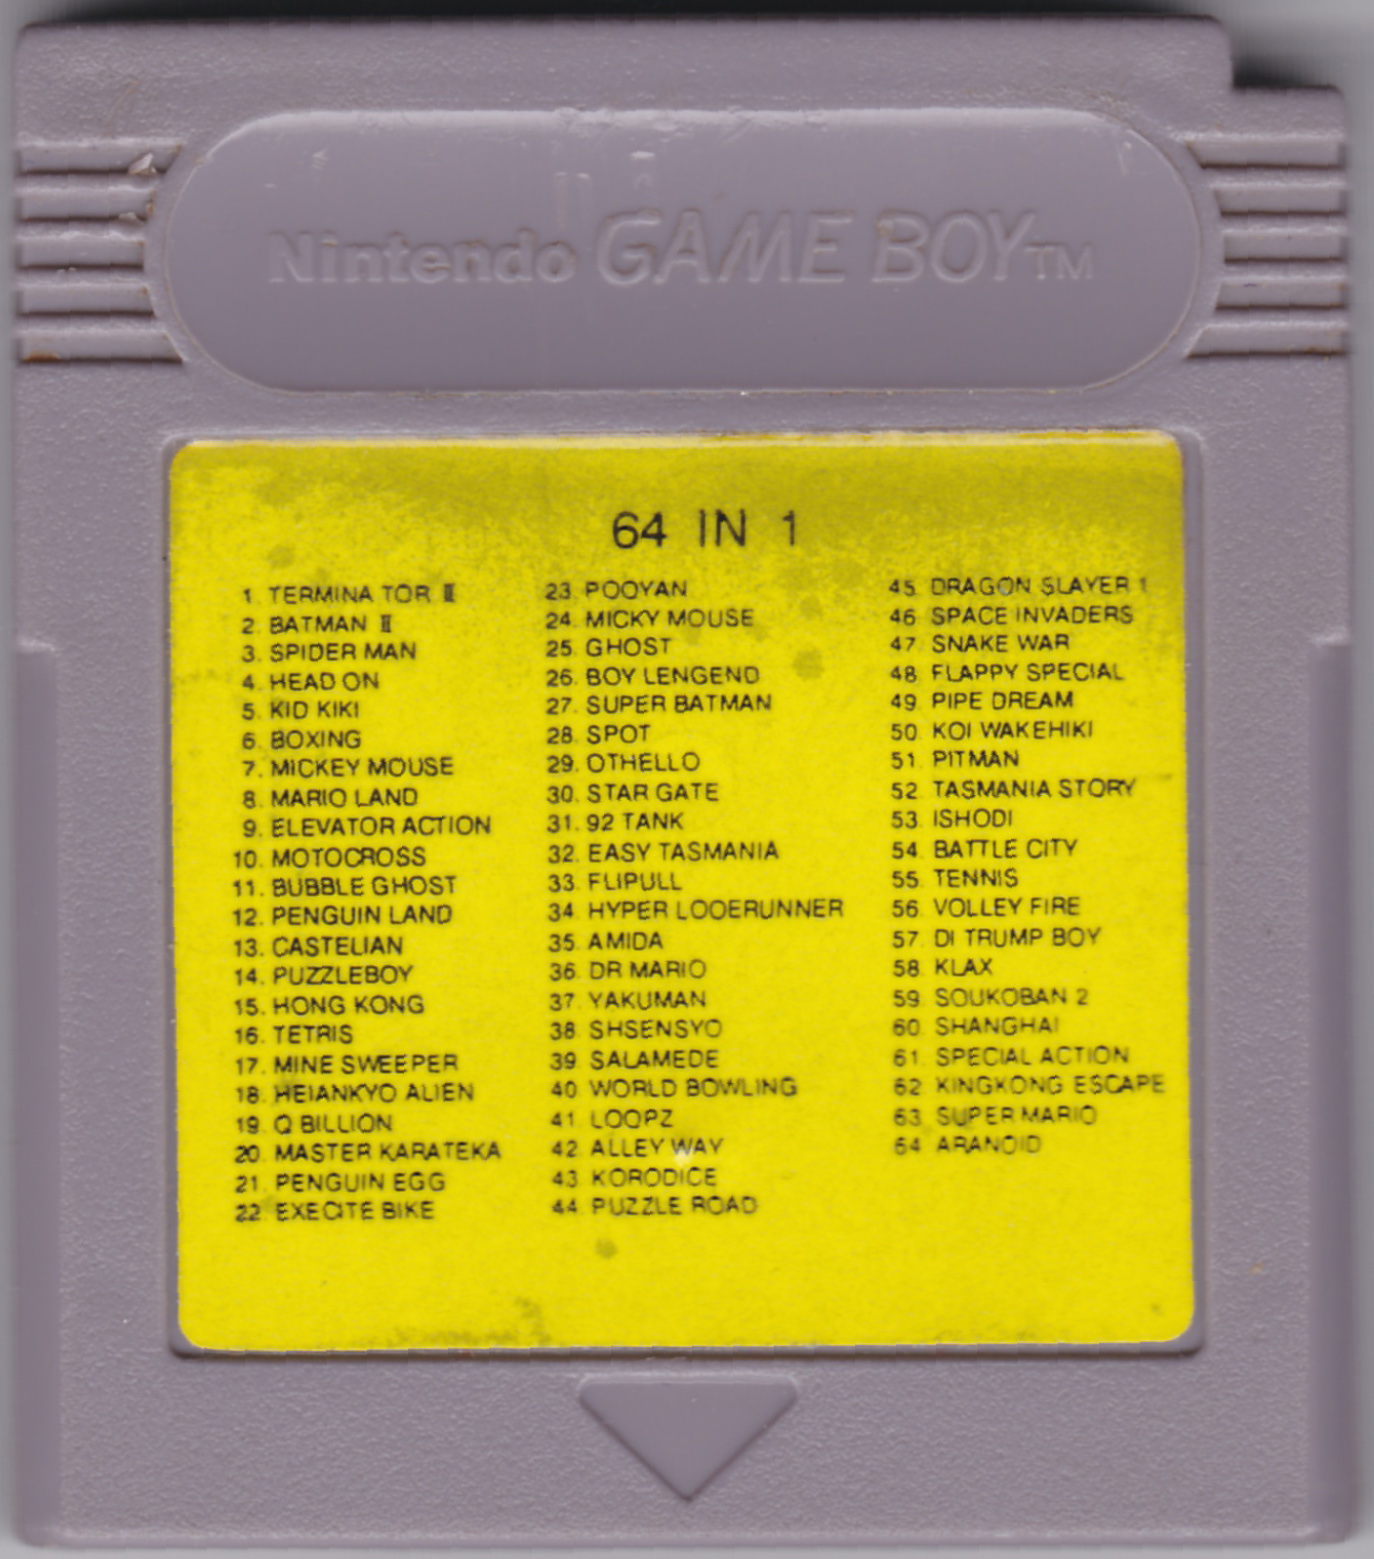 Nintendo GAME BOY TM
64 IN 1
1. TERMINA TOR II
2. BATMAN II
3. SPIDER MAN
4. HEAD ON
5. KID KIKI
6. BOXING
7. MICKEY MOUSE
8. MARIO LAND
9. ELEVATOR ACTION
10. MOTOCROSS
11. BUBBLE GHOST
12. PENGUIN LAND
13. CASTELIAN
14. PUZZLEBOY
15. HONG KONG
16. TETRIS
17. MINE SWEEPER
18. HEIANKYO ALIEN
19. Q BILLION
20. MASTER KARATEKA
21. PENGUIN EGG
22. EXECITE BIKE
23. POOYAN
24. MICKY MOUSE
25. GHOST
26. BOY LENGEND
27. SUPER BATMAN
28. SPOT
29. OTHELLO
30. STAR GATE
31. 92 TANK
32. EASY TASMANIA
33. FLIPULL
34. HYPER LOOERUNNER
35. AMIDA
36. DR MARIO
37. YAKUMAN
38. SHSENSYO
39. SALAMEDE
40. WORLD BOWLING
41. LOOPZ
42. ALLEY WAY
43. KORODICE
44. PUZZLE ROAD
45. DRAGON SLAYER 1
46. SPACE INVADERS
47. SNAKE WAR
48. FLAPPY SPECIAL
49. PIPE DREAM
50. KOI WAKEHIKI
51. PITMAN
52. TASMANIA STORY
53. ISHODI
54. BATTLE CITY
55. TENNIS
56. VOLLEY FIRE
57. DI TRUMP BOY
58. KLAX
59. SOUKOBAN 2
60. SHANGHAI
61. SPECIAL ACTION
62. KINGKONG ESCAPE
63. SUPER MARIO
64. ARANOID